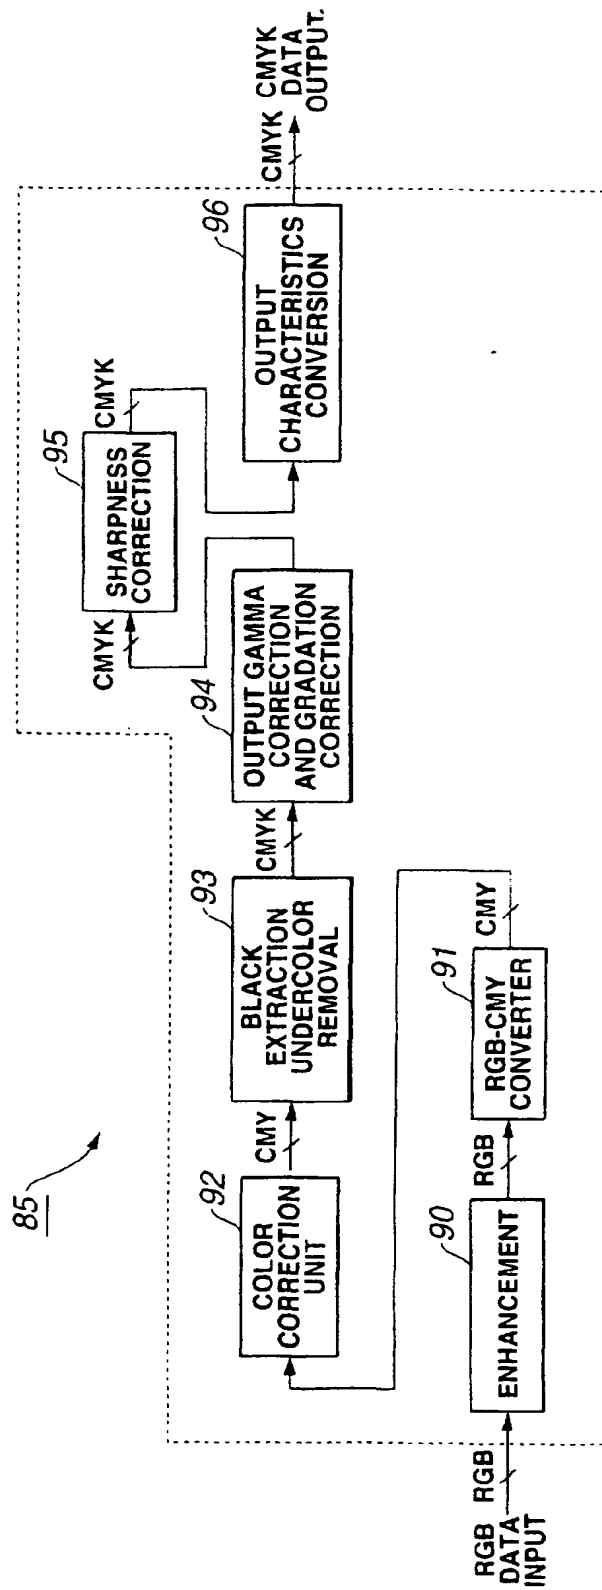 85
RGB
DATA
INPUT
RGB
90
ENHANCEMENT
RGB
91
RGB-CMY
CONVERTER
CMY
92
COLOR
CORRECTION
UNIT
CMY
93
BLACK
EXTRACTION
UNDERCOLOR
REMOVAL
CMYK
94
OUTPUT GAMMA
CORRECTION
AND GRADATION
CORRECTION
CMYK
95
SHARPNESS
CORRECTION
CMYK
96
OUTPUT
CHARACTERISTICS
CONVERSION
CMYK
CMYK
DATA
OUTPUT.